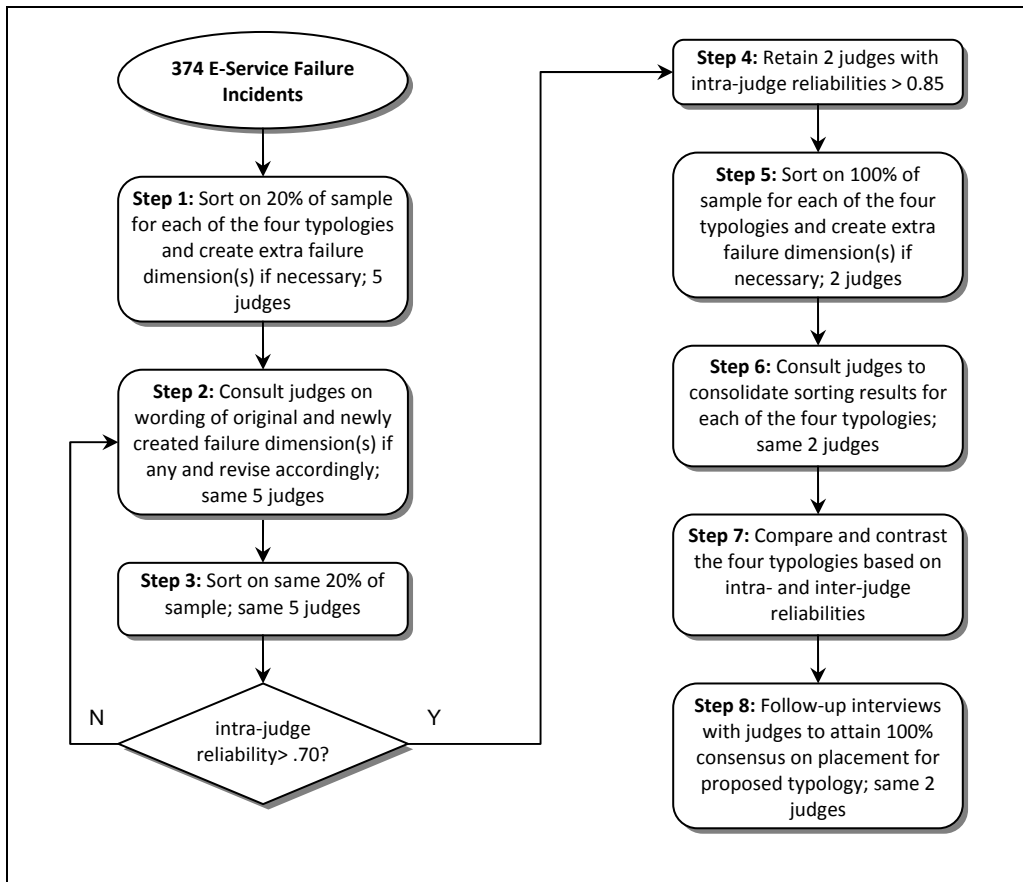 374 E-Service Failure
Incidents
Step 1: Sort on 20% of sample
for each of the four typologies
and create extra failure
dimension(s) if necessary; 5
judges
Step 2: Consult judges on
wording of original and newly
created failure dimension(s) if
any and revise accordingly;
same 5 judges
Step 3: Sort on same 20% of
sample; same 5 judges
N
intra-judge
reliability> .70?
Y
Step 4: Retain 2 judges with
intra-judge reliabilities > 0.85
Step 5: Sort on 100% of
sample for each of the four
typologies and create extra
failure dimension(s) if
necessary; 2 judges
Step 6: Consult judges to
consolidate sorting results for
each of the four typologies;
same 2 judges
Step 7: Compare and contrast
the four typologies based on
intra- and inter-judge
reliabilities
Step 8: Follow-up interviews
with judges to attain 100%
consensus on placement for
proposed typology; same 2
judges